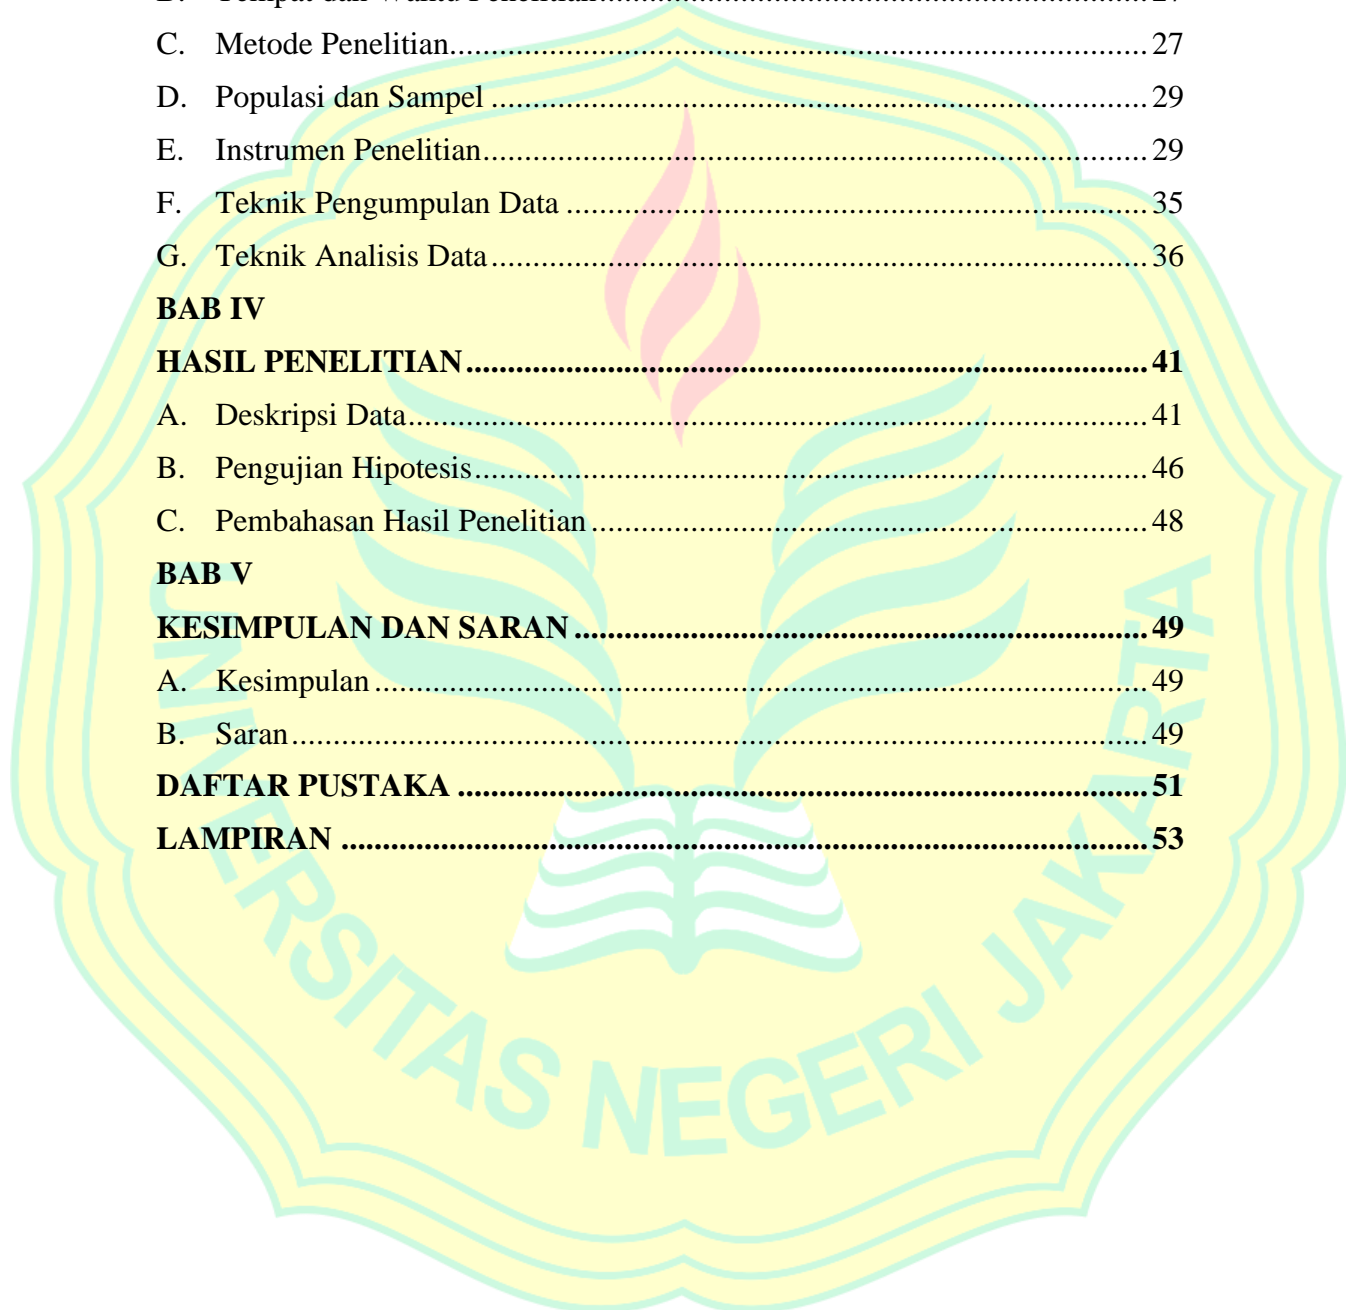 C. Metode Penelitian.....27
D. Populasi dan Sampel.....29
E. Instrumen Penelitian.....29
F. Teknik Pengumpulan Data.....35
G. Teknik Analisis Data.....36
BAB IV
HASIL PENELITIAN.....41
A. Deskripsi Data.....41
B. Pengujian Hipotesis.....46
C. Pembahasan Hasil Penelitian.....48
BAB V
KESIMPULAN DAN SARAN.....49
A. Kesimpulan.....49
B. Saran.....49
DAFTAR PUSTAKA.....51
LAMPIRAN.....53
UNIVERSITAS NEGERI JAKARTA